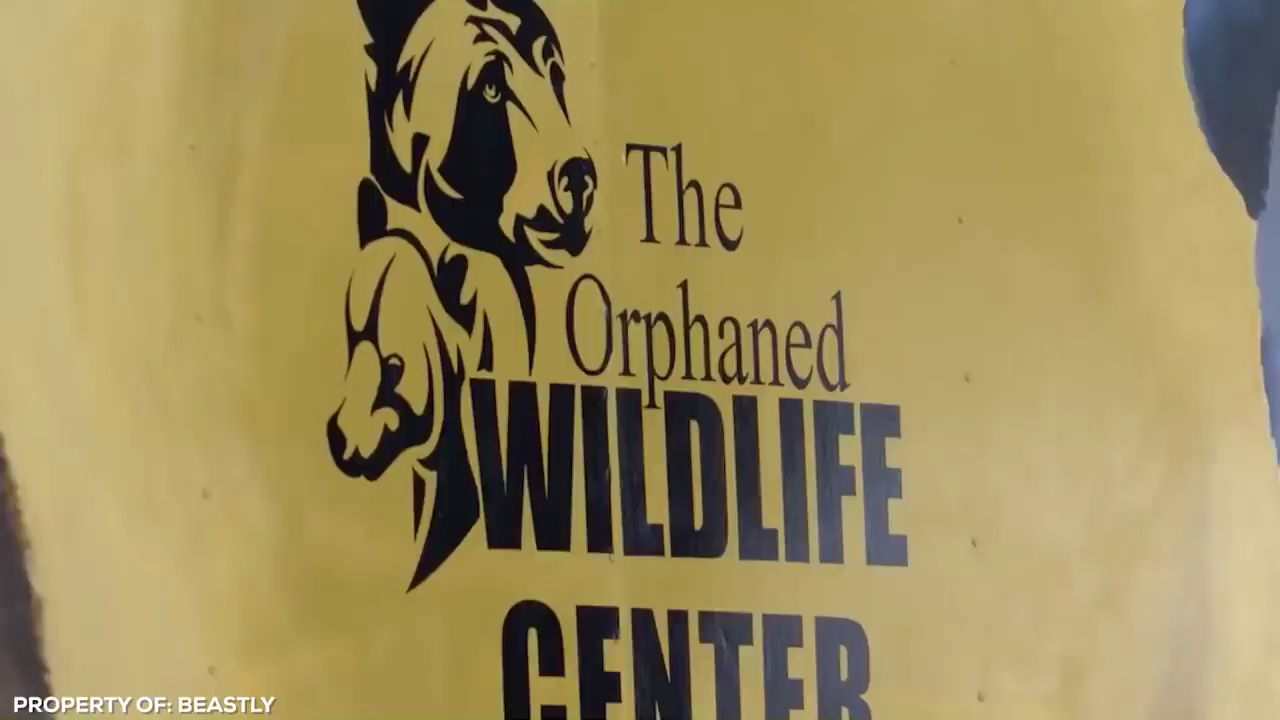 The
Orphaned
WILDLIFE
CENTER
PROPERTY OF: BEASTLY